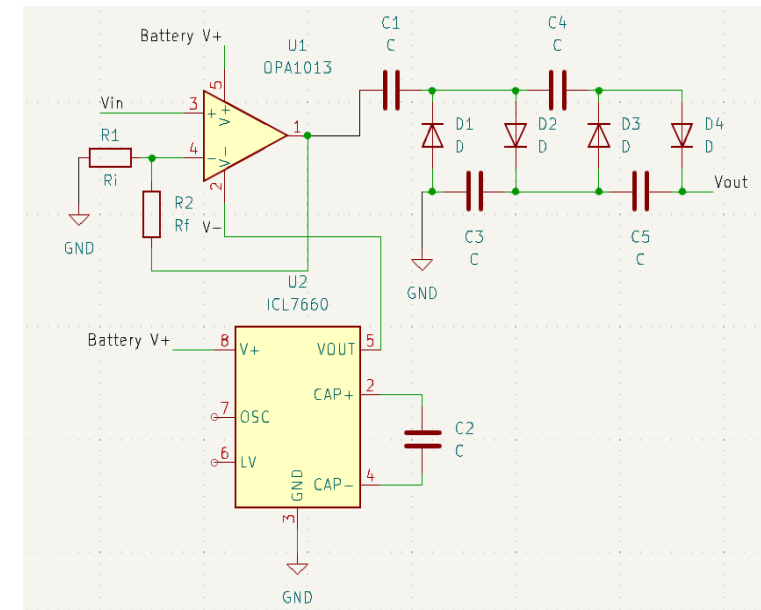 Battery V+
U1
OPA1013
C1
C
C4
C
Vin
3
+
5
V+
1
4
-
V-
2
R1
Ri
R2
Rf
GND
V-
D1
D
D2
D
D3
D
D4
D
Vout
C3
C
C5
C
GND
U2
ICL7660
Battery V+
8
V+
VOUT
5
CAP+
2
7
OSC
6
LV
C2
C
CAP-
4
GND
3
GND